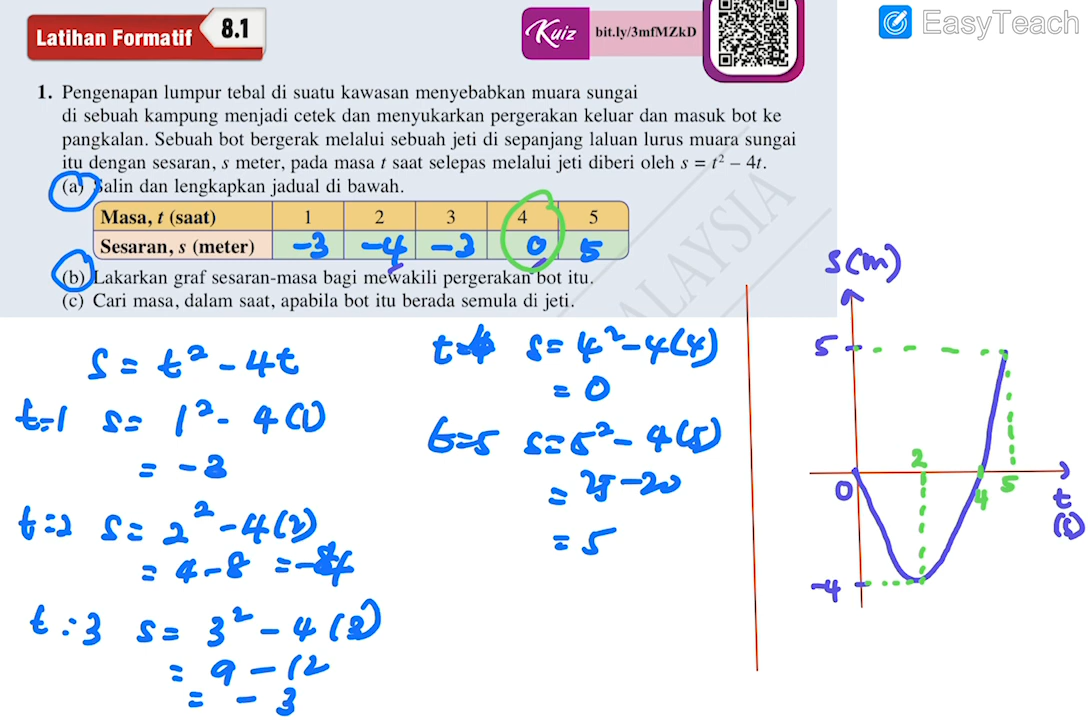 Latihan Formatif 8.1
Kuiz bit.ly/3mfMZkD
EasyTeach
1. Pengenapan lumpur tebal di suatu kawasan menyebabkan muara sungai
di sebuah kampung menjadi cetek dan menyukarkan pergerakan keluar dan masuk bot ke
pangkalan. Sebuah bot bergerak melalui sebuah jeti di sepanjang laluan lurus muara sungai
itu dengan sesaran, s meter, pada masa t saat selepas melalui jeti diberi oleh s = t² – 4t.
(a) Salin dan lengkapkan jadual di bawah.
Masa, t (saat) 1 2 3 4 5
Sesaran, s (meter) -3 -4 -3 0 5
(b) Lakarkan graf sesaran-masa bagi mewakili pergerakan bot itu.
(c) Cari masa, dalam saat, apabila bot itu berada semula di jeti.
ALAYSIA
s = t² - 4t
t=1 s= 1² - 4(1)
= -3
t=2 s= 2² - 4(2)
= 4-8 = -4
t=3 s= 3² - 4(3)
= 9 - 12
= -3
t=4 s= 4² - 4(4)
= 0
t=5 s= 5² - 4(5)
= 25-20
= 5
s(m)
5
2
0 4 5
t
(s)
-4